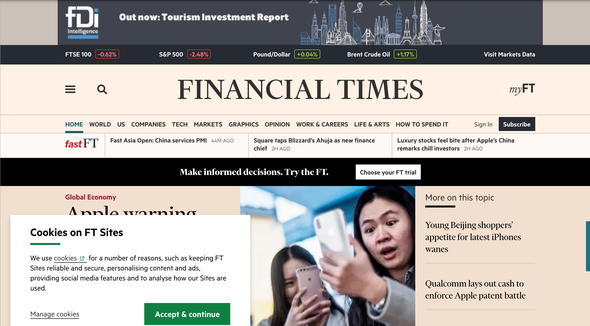 fDi
Intelligence
Out now: Tourism Investment Report
FTSE 100 -0.62% S&P 500 -2.48% Pound/Dollar +0.04% Brent Crude Oil +1.17% Visit Markets Data
FINANCIAL TIMES
myFT
HOME WORLD US COMPANIES TECH MARKETS GRAPHICS OPINION WORK & CAREERS LIFE & ARTS HOW TO SPEND IT Sign In Subscribe
fastFT
Fast Asia Open: China services PMI 44M AGO
Square taps Blizzard's Ahuja as new finance
chief 2H AGO
Luxury stocks feel bite after Apple's China
remarks chill investors 2H AGO
Make informed decisions. Try the FT. Choose your FT trial
Global Economy
Apple warning
Cookies on FT Sites
We use cookies for a number of reasons, such as keeping FT
Sites reliable and secure, personalising content and ads,
providing social media features and to analyse how our Sites are
used.
Manage cookies Accept & continue
More on this topic
Young Beijing shoppers'
appetite for latest iPhones
wanes
Qualcomm lays out cash to
enforce Apple patent battle